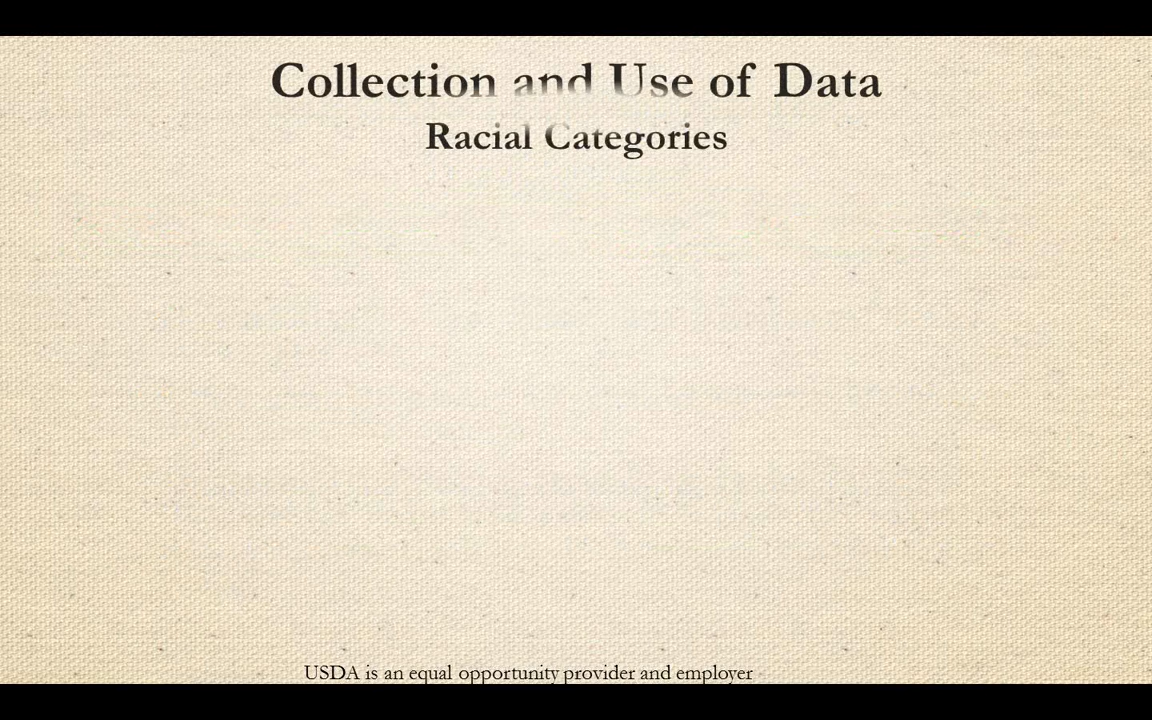 Collection and Use of Data
Racial Categories
USDA is an equal opportunity provider and employer